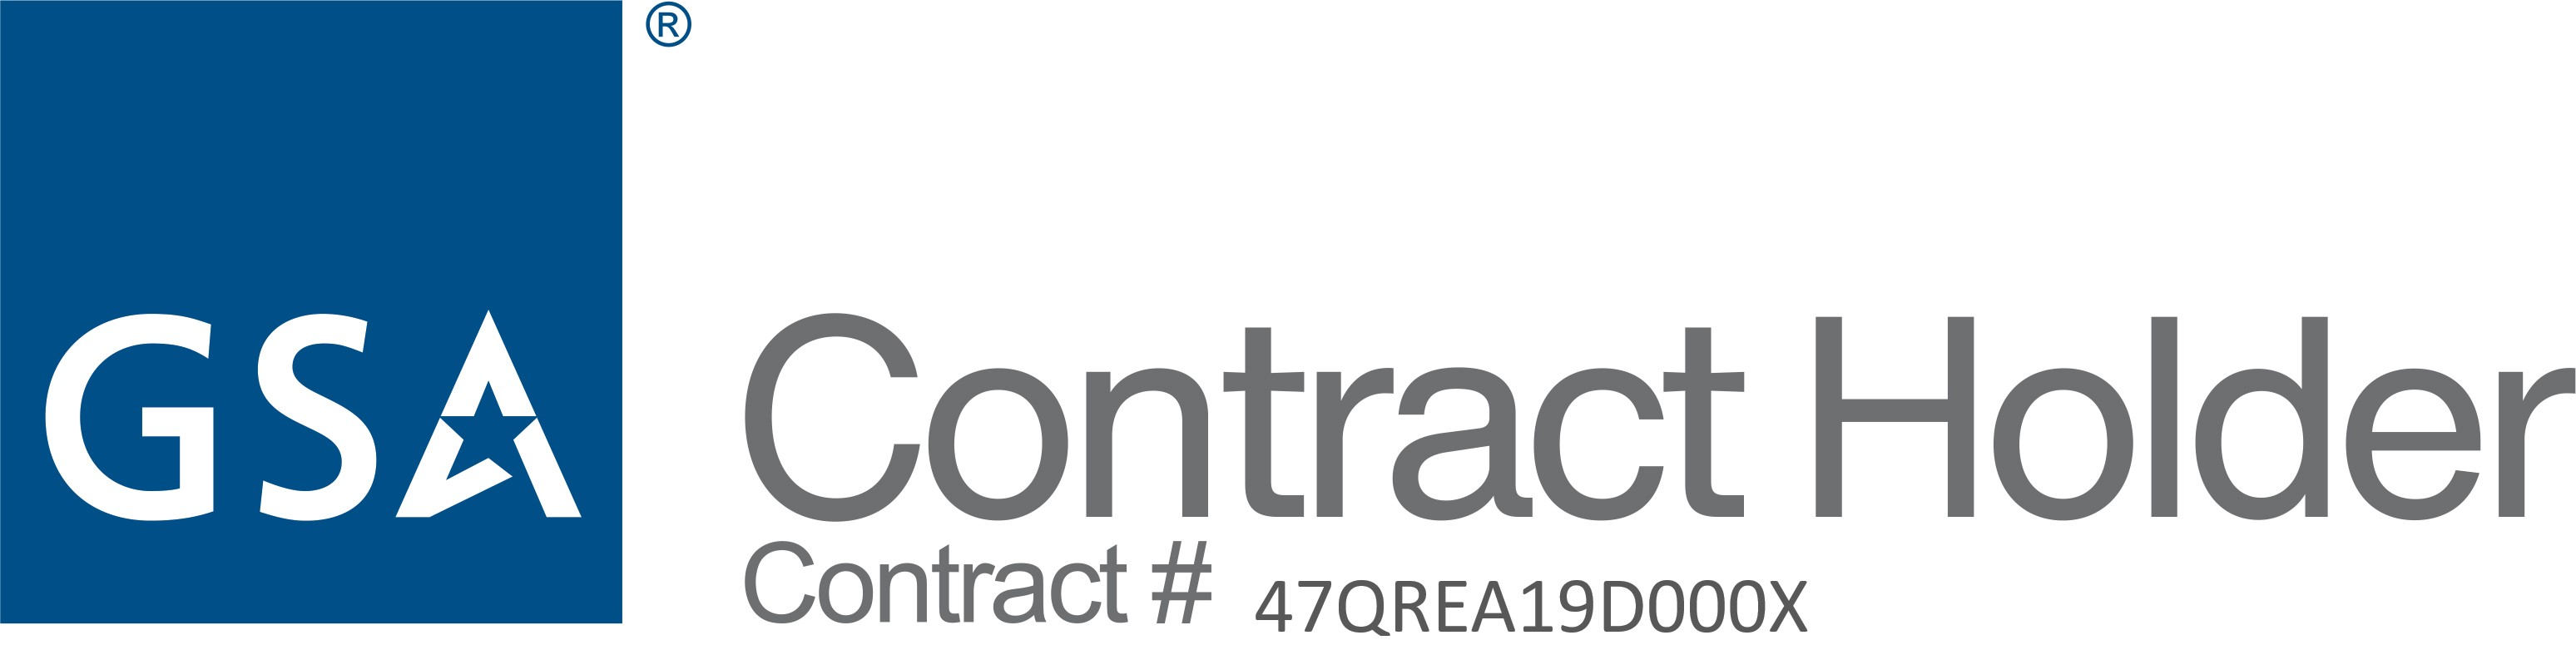 GSA®
Contract Holder
Contract # 47QREA19D000X